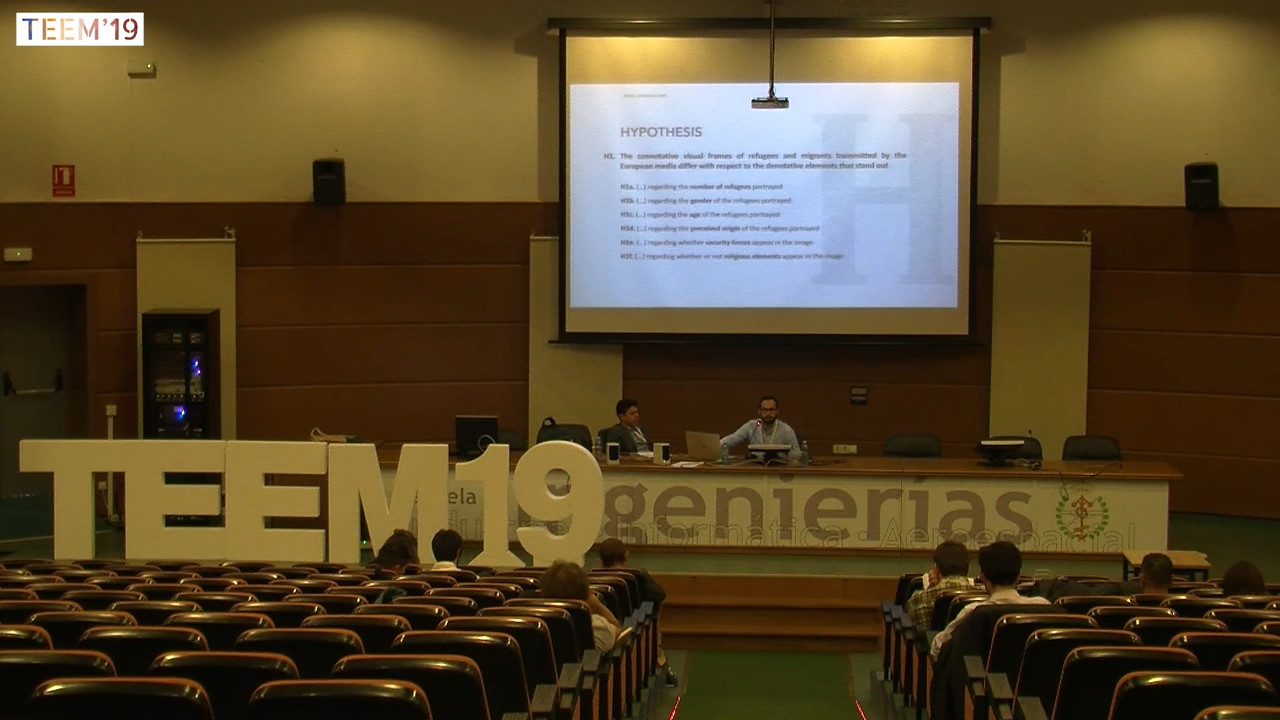 TEEM'19
HYPOTHESIS
H1. The connotative visual frames of refugees and migrants transmitted by the
European media differ with respect to the denotative elements that stand out
H1a. (...) regarding the number of refugees portrayed
H1b. (...) regarding the gender of the refugees portrayed
H1c. (...) regarding the age of the refugees portrayed
H1d. (...) regarding the perceived origin of the refugees portrayed
H1e. (...) regarding whether security forces appear in the image
H1f. (...) regarding whether or not religious elements appear in the image
H
TEEM19
ela
genierías
Informática - Aeroespacial